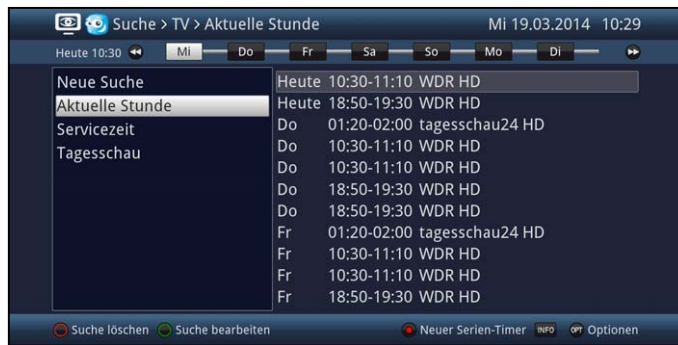 Suche > TV > Aktuelle Stunde Mi 19.03.2014 10:29
Heute 10:30 Mi Do Fr Sa So Mo Di
Neue Suche
Aktuelle Stunde
Servicezeit
Tagesschau
Heute 10:30-11:10 WDR HD
Heute 18:50-19:30 WDR HD
Do 01:20-02:00 tagesschau24 HD
Do 10:30-11:10 WDR HD
Do 10:30-11:10 WDR HD
Do 18:50-19:30 WDR HD
Do 18:50-19:30 WDR HD
Fr 01:20-02:00 tagesschau24 HD
Fr 10:30-11:10 WDR HD
Fr 10:30-11:10 WDR HD
Fr 18:50-19:30 WDR HD
Suche löschen Suche bearbeiten Neuer Serien-Timer INFO OPT Optionen